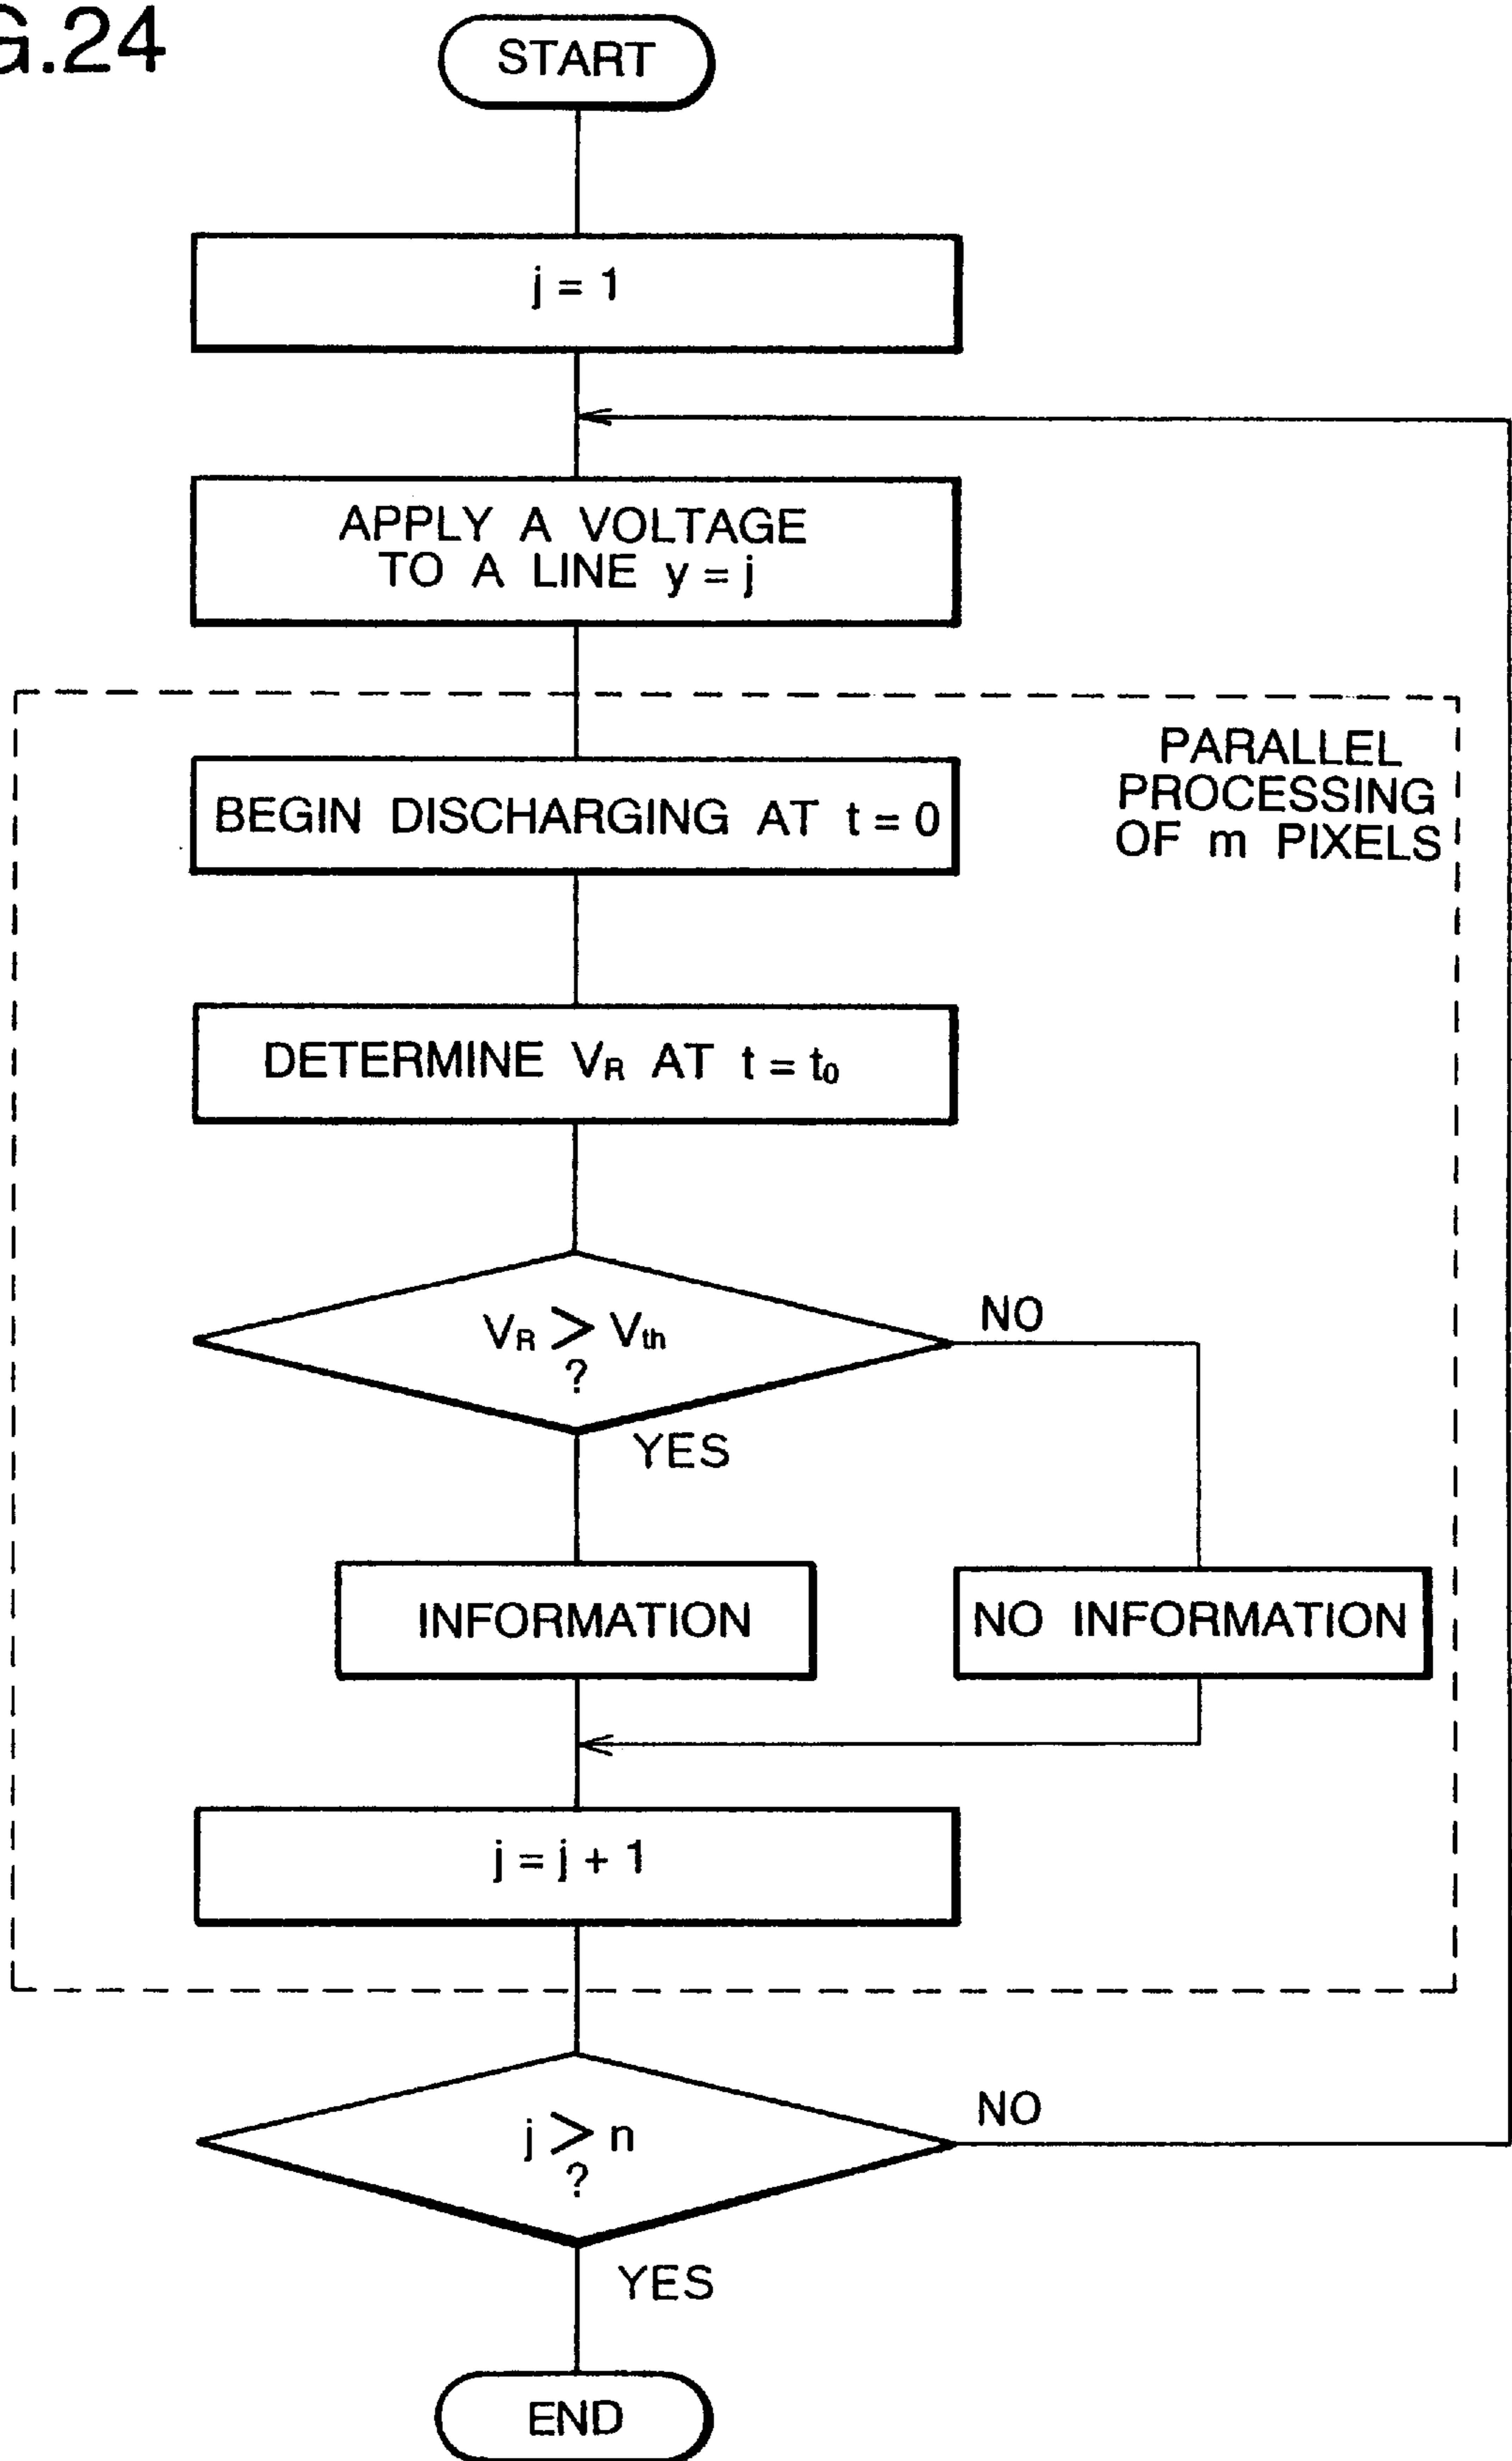 G.24
START
j = 1
APPLY A VOLTAGE
TO A LINE y = j
PARALLEL
PROCESSING
OF m PIXELS
BEGIN DISCHARGING AT t = 0
DETERMINE VR AT t = t0
VR > Vth
?
NO
YES
INFORMATION
NO INFORMATION
j = j + 1
j > n
?
NO
YES
END